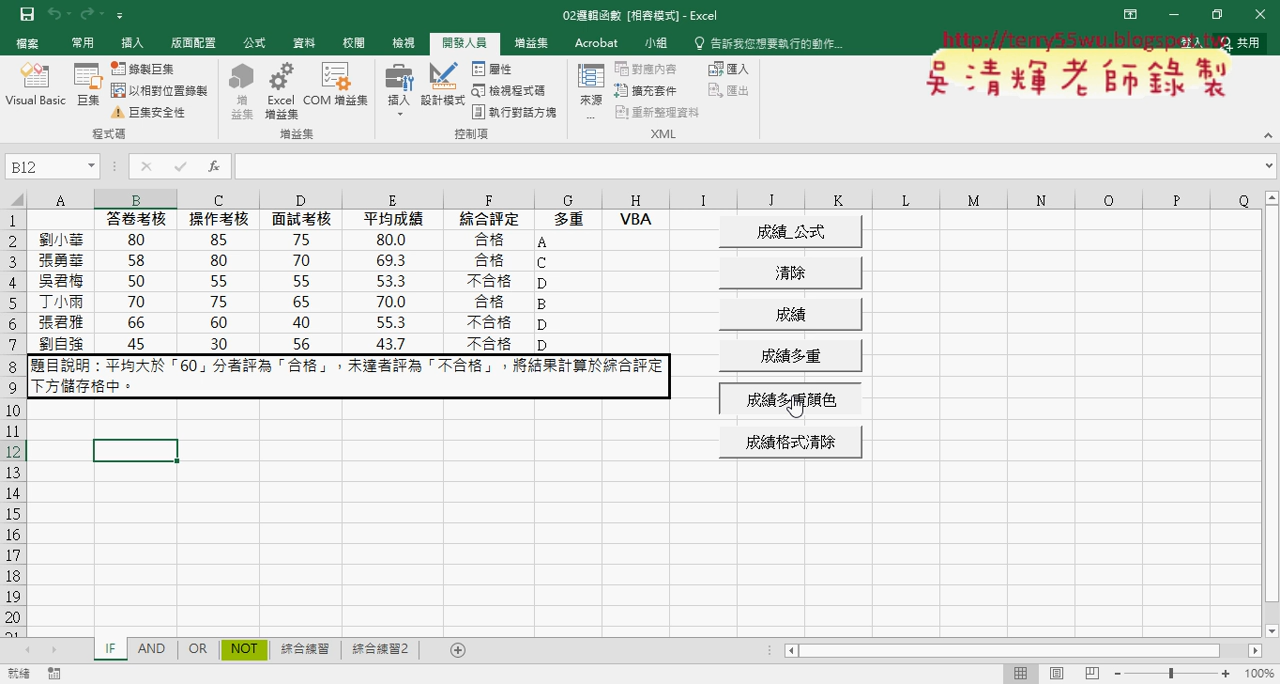 02邏輯函數 [相容模式] - Excel
檔案 常用 插入 版面配置 公式 資料 校閱 檢視 開發人員 增益集 Acrobat 小組 告訴我您想要執行的動作... 登入 共用
http://terry55wu.blogspot.tw
吳清輝老師錄製
Visual Basic 巨集 錄製巨集 以相對位置錄製 巨集安全性 程式碼
增益集 Excel 增益集 COM 增益集 增益集
插入 設計模式 屬性 檢視程式碼 執行對話方塊 控制項
來源... 對應內容 擴充套件 重新整理資料 匯入 匯出 XML
B12 fx
A B C D E F G H I J K L M N O P Q
1 答卷考核 操作考核 面試考核 平均成績 綜合評定 多重 VBA
2 劉小華 80 85 75 80.0 合格 A
3 張勇華 58 80 70 69.3 合格 C
4 吳君梅 50 55 55 53.3 不合格 D
5 丁小雨 70 75 65 70.0 合格 B
6 張君雅 66 60 40 55.3 不合格 D
7 劉自強 45 30 56 43.7 不合格 D
8 題目說明：平均大於「60」分者評為「合格」，未達者評為「不合格」，將結果計算於綜合評定
9 下方儲存格中。
10
11
12
13
14
15
16
17
18
19
20
21
成績_公式
清除
成績
成績多重
成績多重顏色
成績格式清除
IF AND OR NOT 綜合練習 綜合練習2
就緒 100%